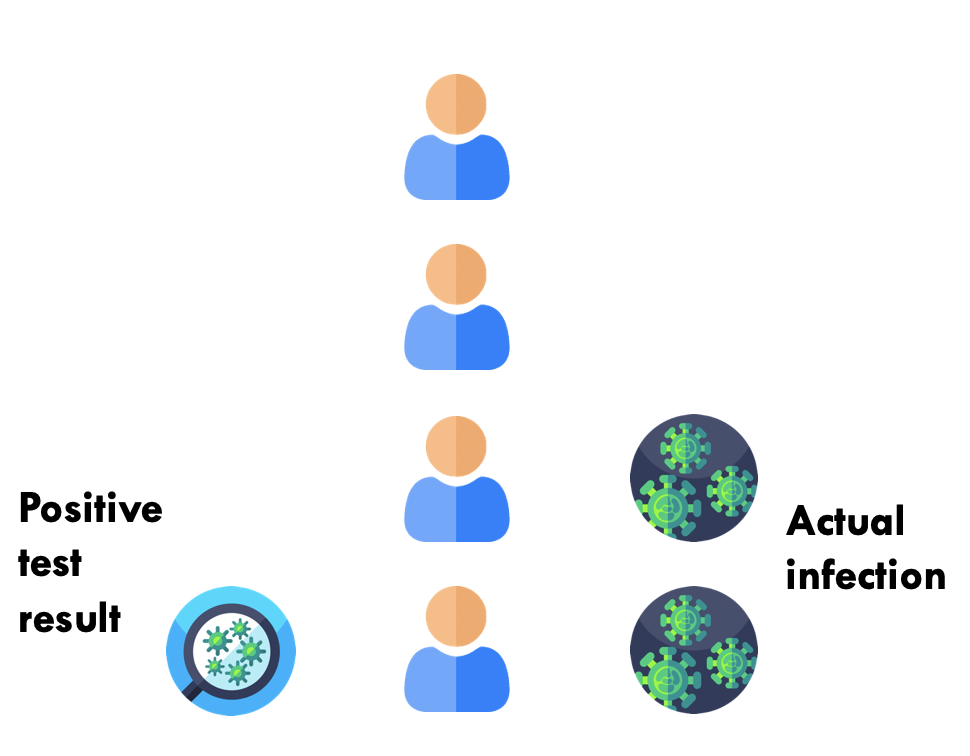 Positive
test
result
Actual
infection